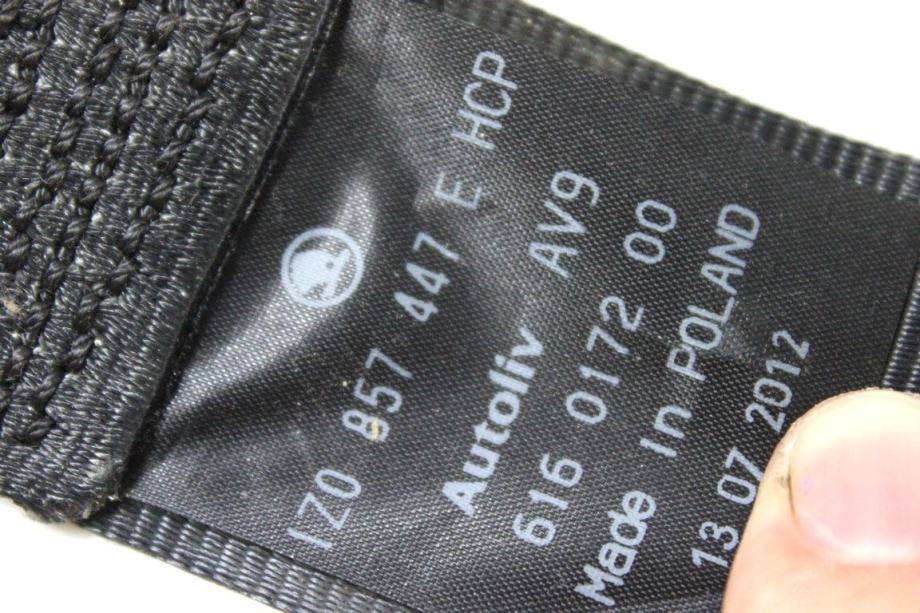 1Z0 857 447 E HCP
Autoliv AV9
616 0172 00
Made In POLAND
13 07 2012